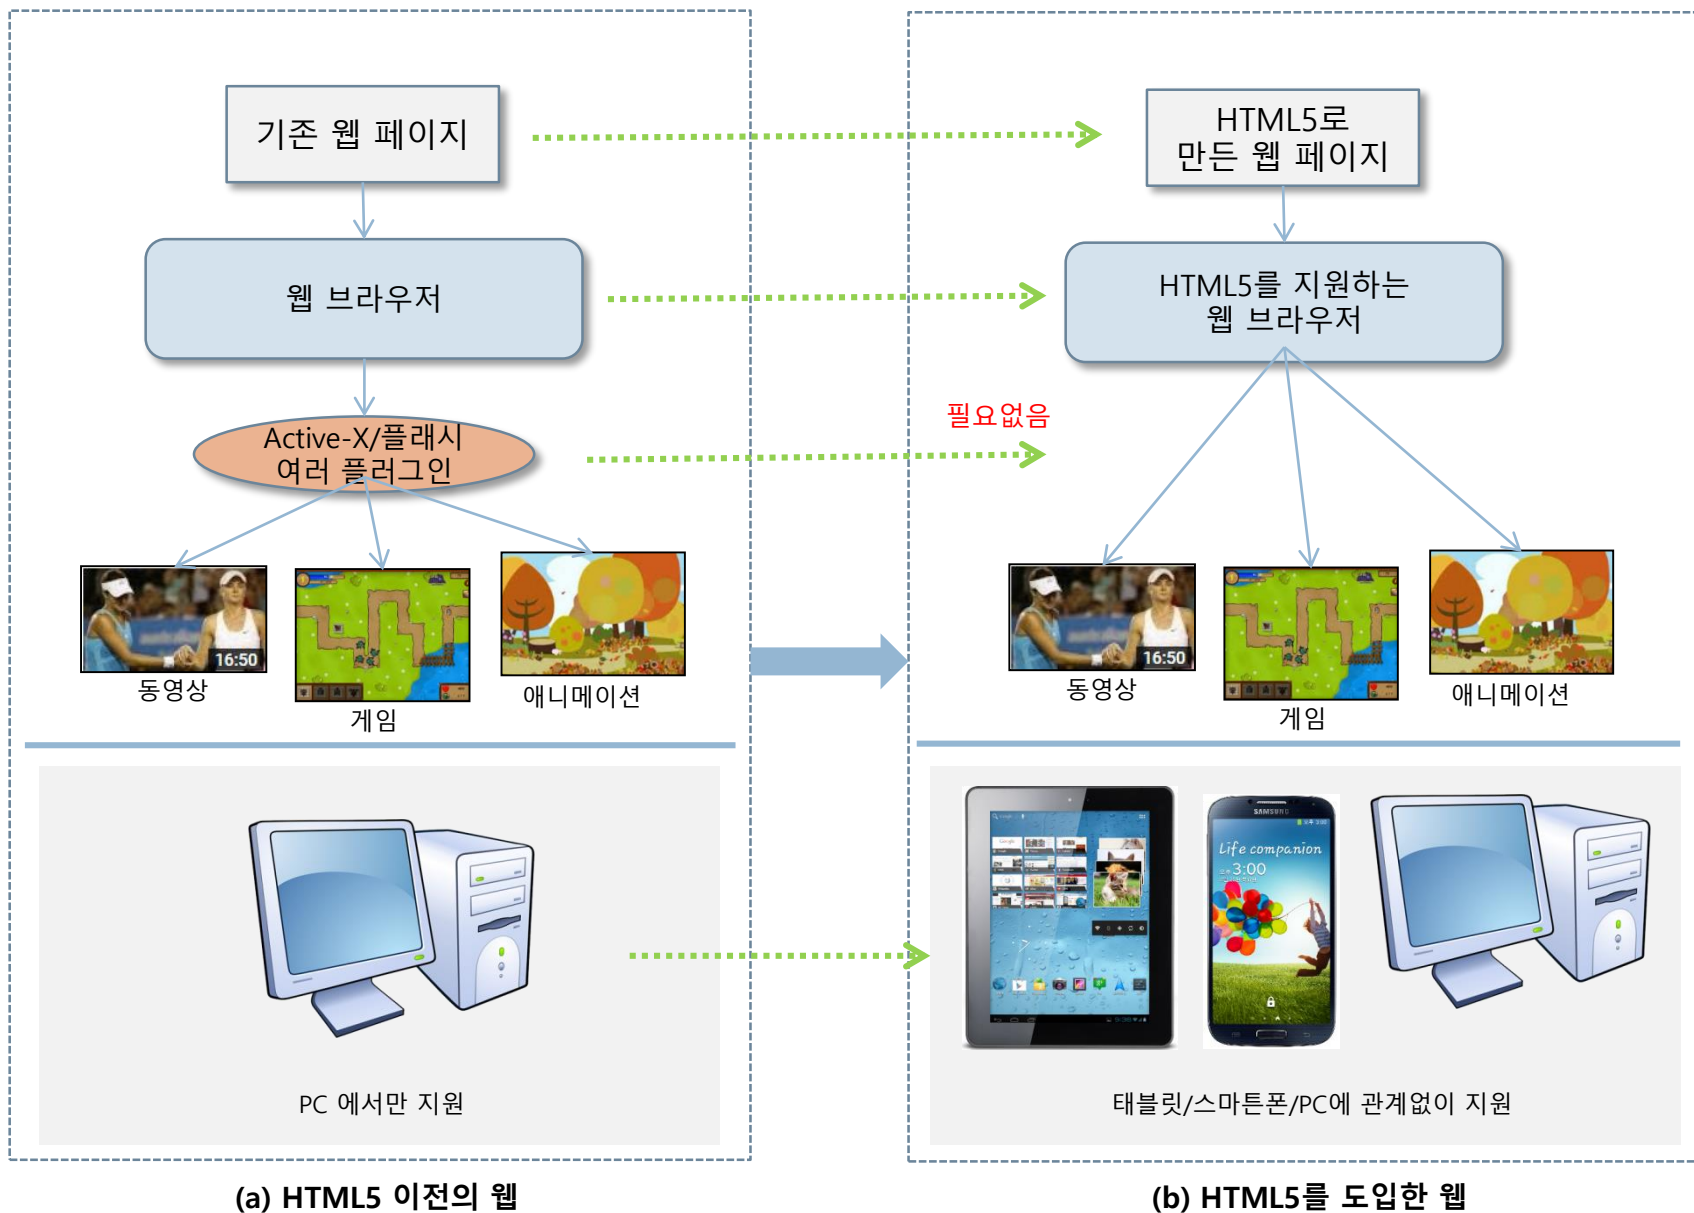 기존 웹 페이지
HTML5로
만든 웹 페이지
웹 브라우저
HTML5를 지원하는
웹 브라우저
필요없음
Active-X/플래시
여러 플러그인
16:50
동영상
게임
애니메이션
16:50
동영상
게임
애니메이션
SAMSUNG
Life companion
3:00
PC 에서만 지원
태블릿/스마튼폰/PC에 관계없이 지원
(a) HTML5 이전의 웹
(b) HTML5를 도입한 웹